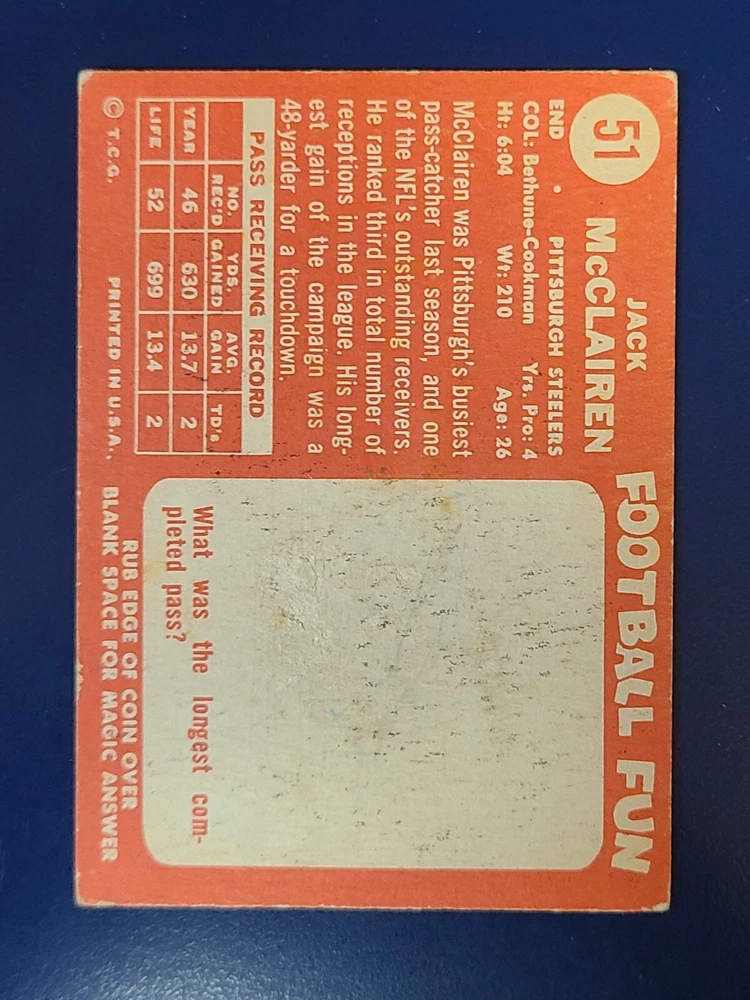 51
JACK
McCLAIREN
END • PITTSBURGH STEELERS
COL: Bethune-Cookman Yrs. Pro: 4
Ht: 6:04 Wt: 210 Age: 26
McClairen was Pittsburgh's busiest
pass-catcher last season, and one
of the NFL's outstanding receivers.
He ranked third in total number of
receptions in the league. His long-
est gain of the campaign was a
48-yarder for a touchdown.
PASS RECEIVING RECORD
NO. YDS. AVG.
REC'D GAINED GAIN TD's
YEAR 46 630 13.7 2
LIFE 52 699 13.4 2
© T.C.G. PRINTED IN U.S.A.
FOOTBALL FUN
What was the longest com-
pleted pass?
RUB EDGE OF COIN OVER
BLANK SPACE FOR MAGIC ANSWER